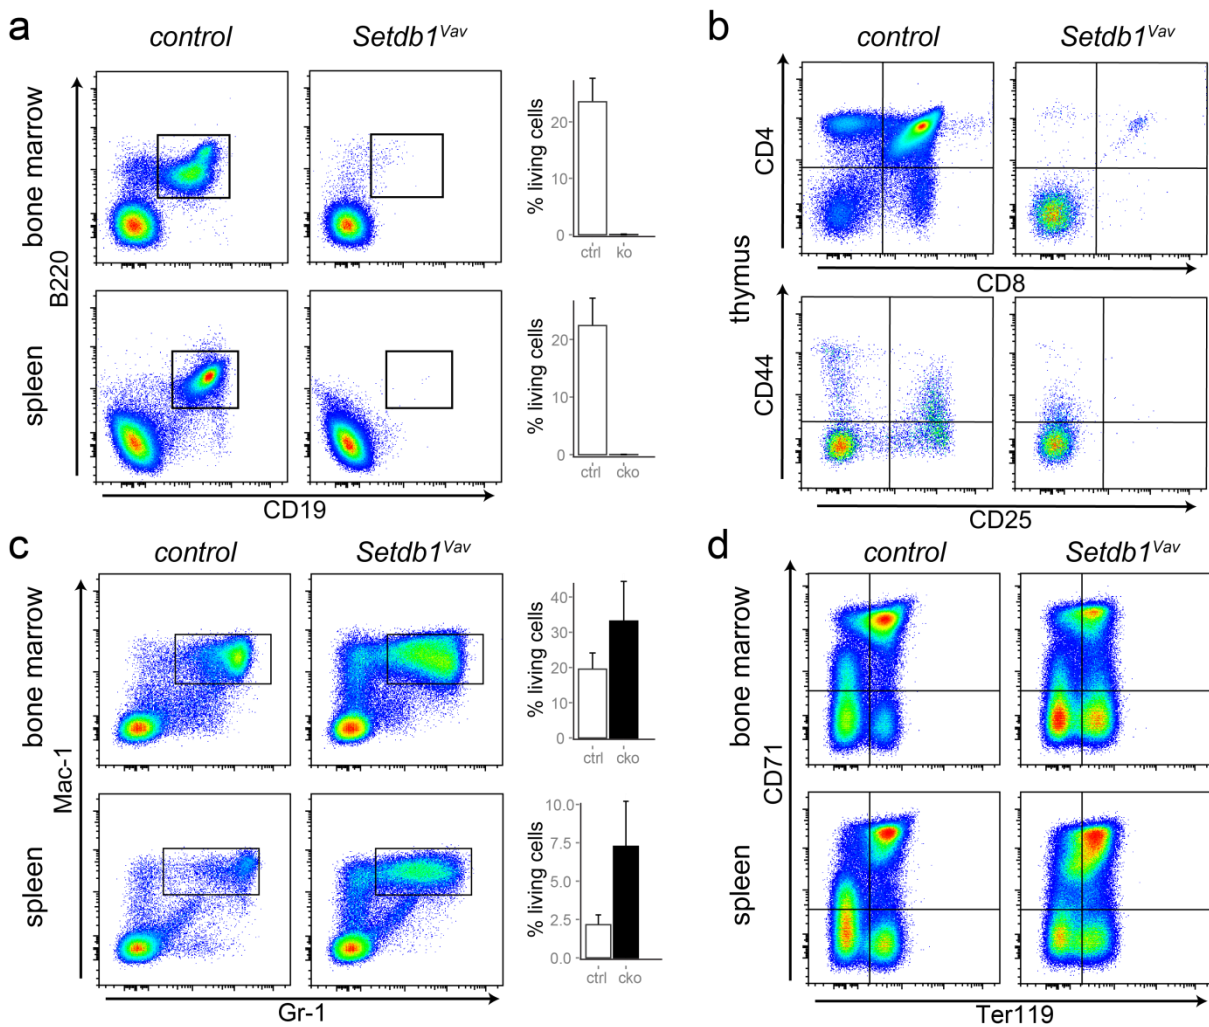 a
control
Setdb1Vav
bone marrow
spleen
B220
CD19
% living cells
20
10
0
ctrl
ko
% living cells
20
10
0
ctrl
cko
b
control
Setdb1Vav
thymus
CD4
CD8
CD44
CD25
c
control
Setdb1Vav
bone marrow
spleen
Mac-1
Gr-1
% living cells
40
30
20
10
0
ctrl
cko
% living cells
10.0
7.5
5.0
2.5
0.0
ctrl
cko
d
control
Setdb1Vav
bone marrow
spleen
CD71
Ter119